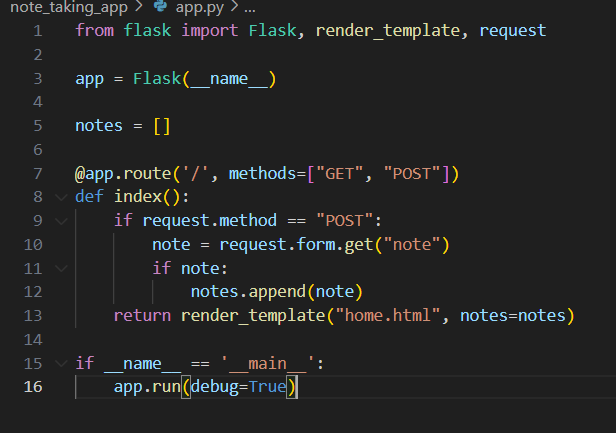 note_taking_app > app.py > ...
1 from flask import Flask, render_template, request
2
3 app = Flask(__name__)
4
5 notes = []
6
7 @app.route('/', methods=["GET", "POST"])
8 def index():
9     if request.method == "POST":
10         note = request.form.get("note")
11         if note:
12             notes.append(note)
13     return render_template("home.html", notes=notes)
14
15 if __name__ == '__main__':
16     app.run(debug=True)